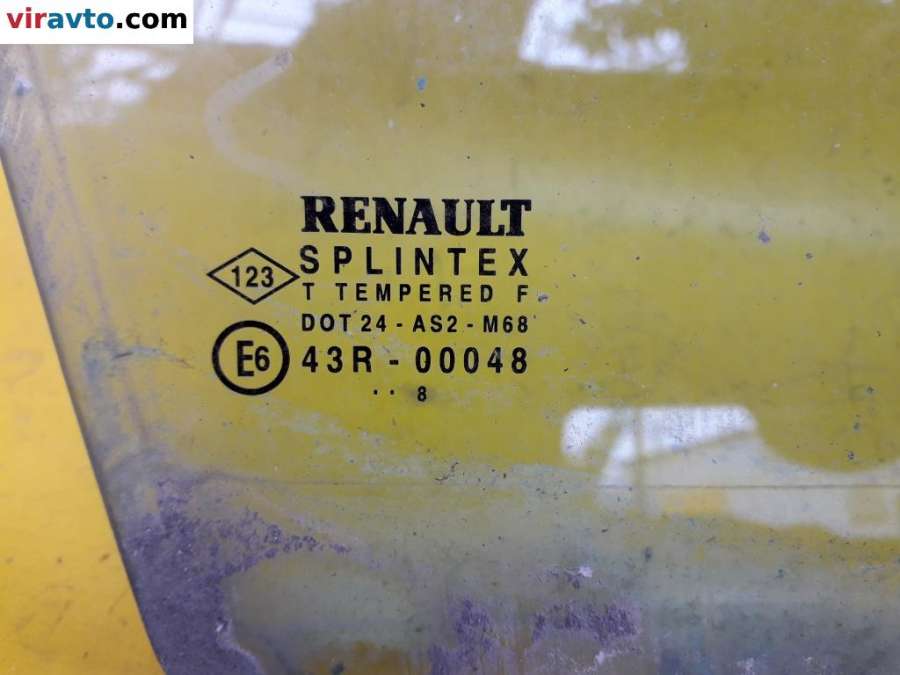 viravto.com
RENAULT
SPLINTEX
123
T TEMPERED F
DOT 24 - AS2 - M68
E6 43R - 00048
. . 8